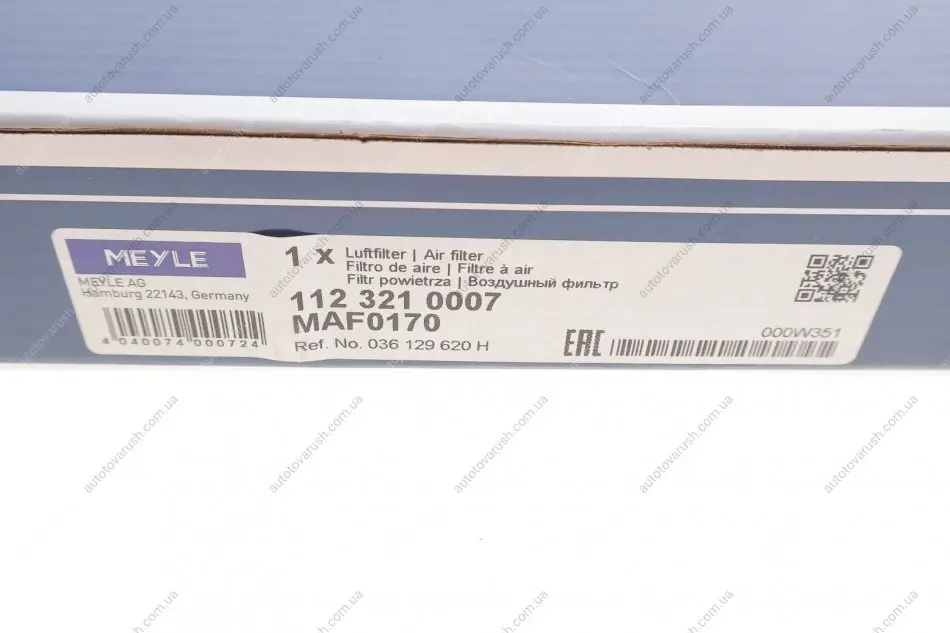 MEYLE
MEYLE AG
Hamburg 22143, Germany
4 040074 000724
1 x
Luftfilter | Air filter
Filtro de aire | Filtre à air
Filtr powietrza | Воздушный фильтр
112 321 0007
MAF0170
Ref. No. 036 129 620 H
EAC
000W351
autotovarush.com.ua